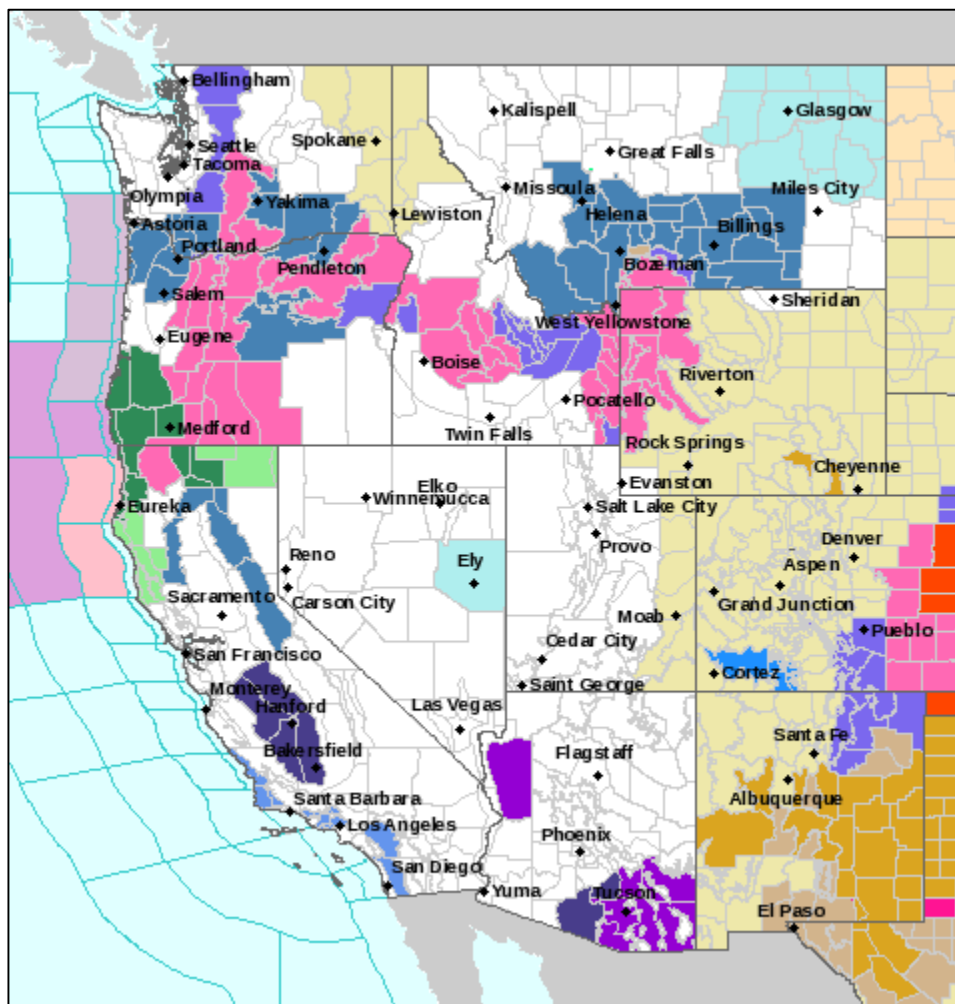 Bellingham
Kalispell
Glasgow
Spokane
Seattle
Great Falls
Tacoma
Missoula
Miles City
Olympia
Yakima
Helena
Lewiston
Astoria
Billings
Portland
Pendleton
Bozeman
Salem
Sheridan
West Yellowstone
Eugene
Boise
Riverton
Pocatello
Medford
Twin Falls
Rock Springs
Cheyenne
Elko
Evanston
Winnemucca
Eureka
Salt Lake City
Provo
Denver
Reno
Ely
Aspen
Carson City
Grand Junction
Sacramento
Moab
Pueblo
Cedar City
San Francisco
Cortez
Saint George
Monterey
Hanford
Las Vegas
Santa Fe
Bakersfield
Flagstaff
Albuquerque
Santa Barbara
Los Angeles
Phoenix
San Diego
Yuma
Tucson
El Paso